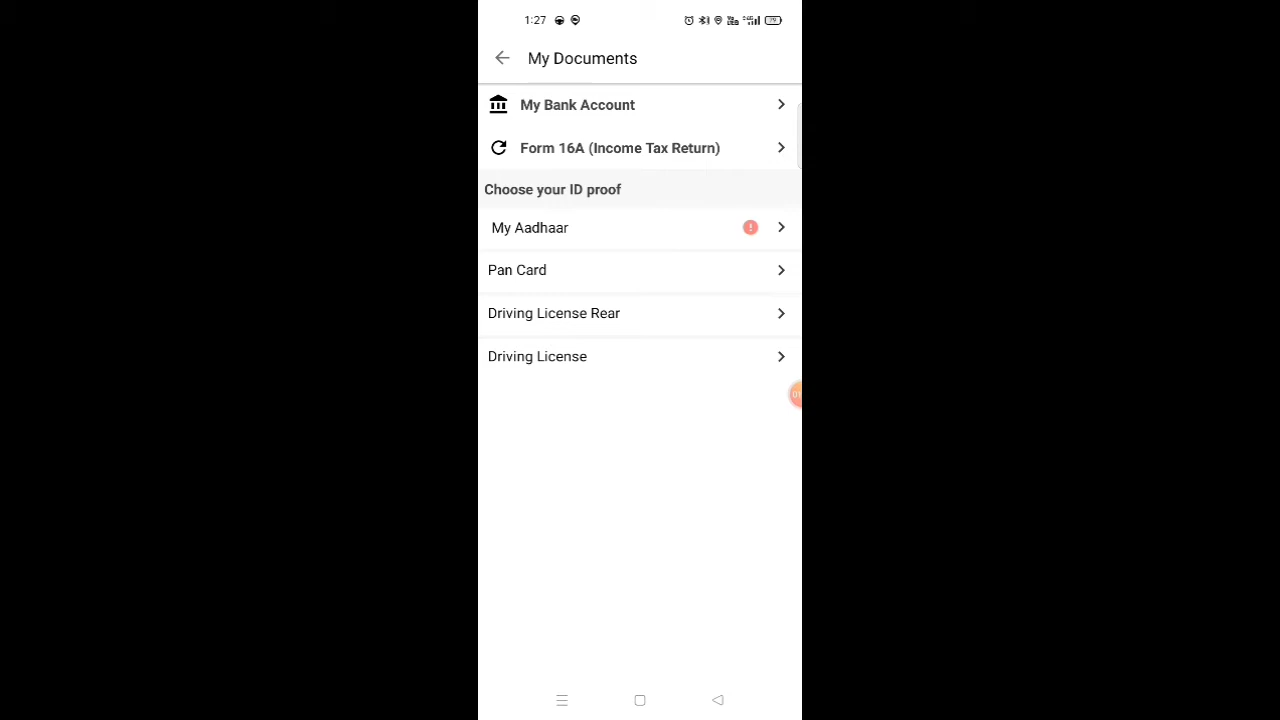 1:27
My Documents
My Bank Account
Form 16A (Income Tax Return)
Choose your ID proof
My Aadhaar
Pan Card
Driving License Rear
Driving License